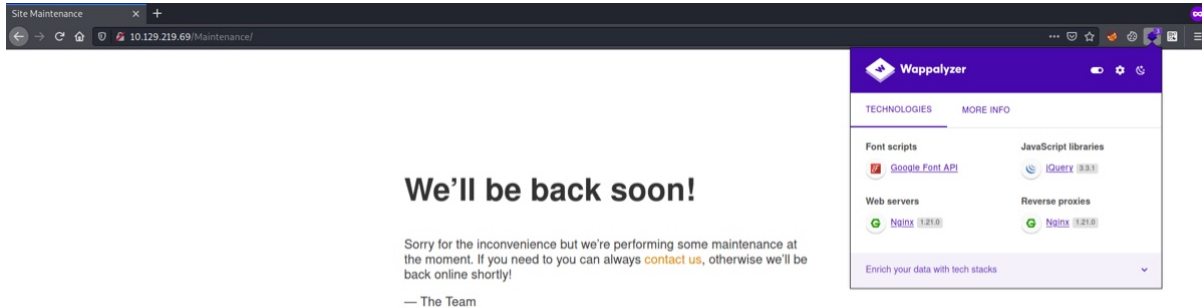 Site Maintenance
10.129.219.69/Maintenance/
Wappalyzer
TECHNOLOGIES MORE INFO
Font scripts JavaScript libraries
Google Font API jQuery 3.3.1
Web servers Reverse proxies
Nginx 1.21.0 Nginx 1.21.0
Enrich your data with tech stacks
We’ll be back soon!
Sorry for the inconvenience but we’re performing some maintenance at
the moment. If you need to you can always contact us, otherwise we’ll be
back online shortly!
— The Team